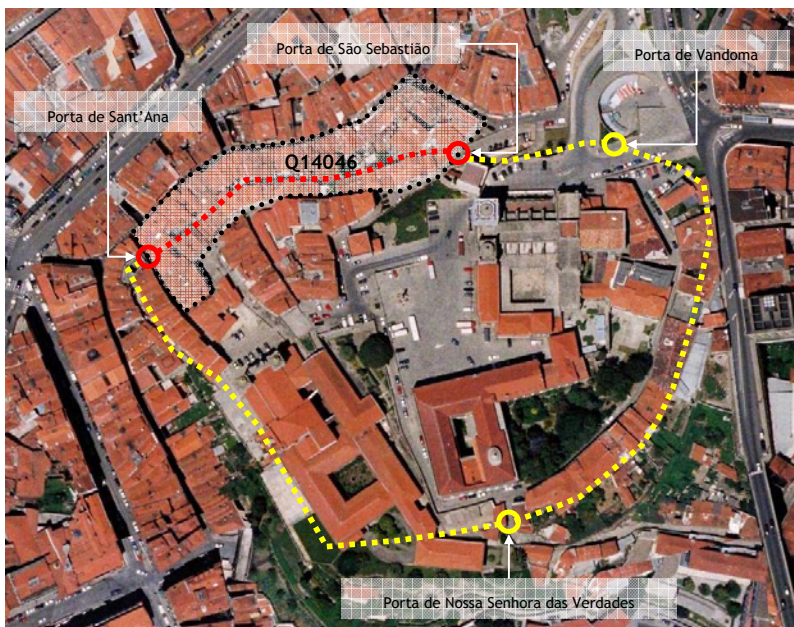 Porta de São Sebastião
Porta de Vandoma
Porta de Sant'Ana
Q14046
Porta de Nossa Senhora das Verdades